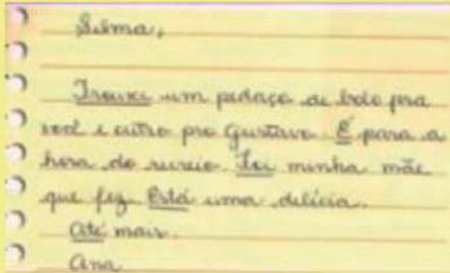 Selma,
Trouxe um pedaço de bolo pra
você e outro pro Gustavo. É para a
hora do recreio. Foi minha mãe
que fez. Está uma delícia.
Até mais.
Ana